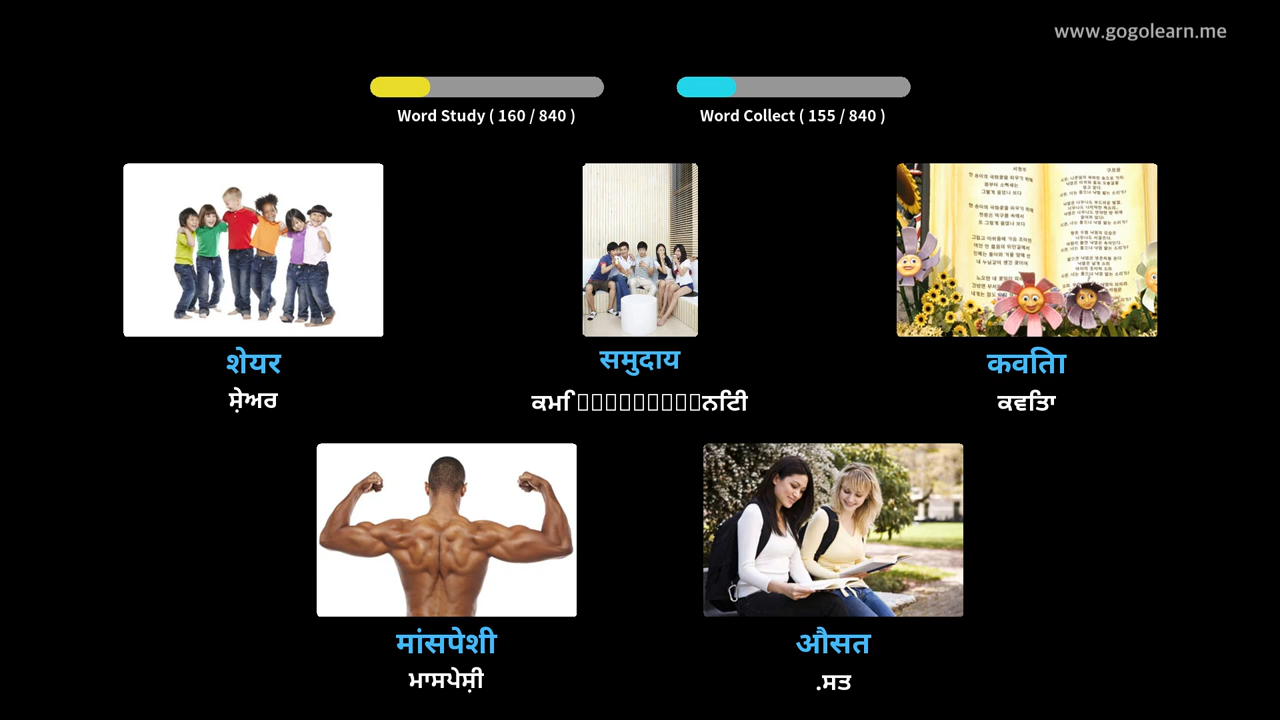 www.gogolearn.me
Word Study ( 160 / 840 )
Word Collect ( 155 / 840 )
शेयर
ਸ਼ੇਅਰ
समुदाय
ਕਮਿ▯▯▯▯▯▯▯▯▯ਨਿਟੀ
कविता
ਕਵਿਤਾ
मांसपेशी
ਮਾਸਪੇਸ਼ੀ
औसत
.ਸਤ